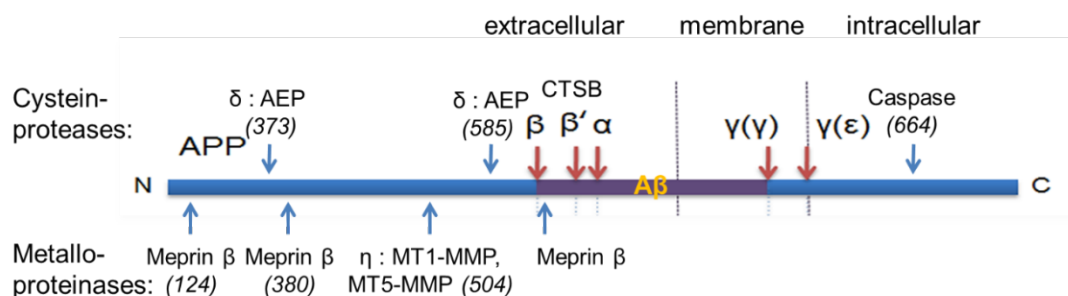 extracellular membrane intracellular
Cystein-
proteases:
δ : AEP
(373)
δ : AEP
(585)
CTSB
Caspase
(664)
APP β β′ α γ(γ) γ(ε)
N Aβ C
Metallo-
proteinases:
Meprin β
(124)
Meprin β
(380)
η : MT1-MMP,
MT5-MMP (504)
Meprin β